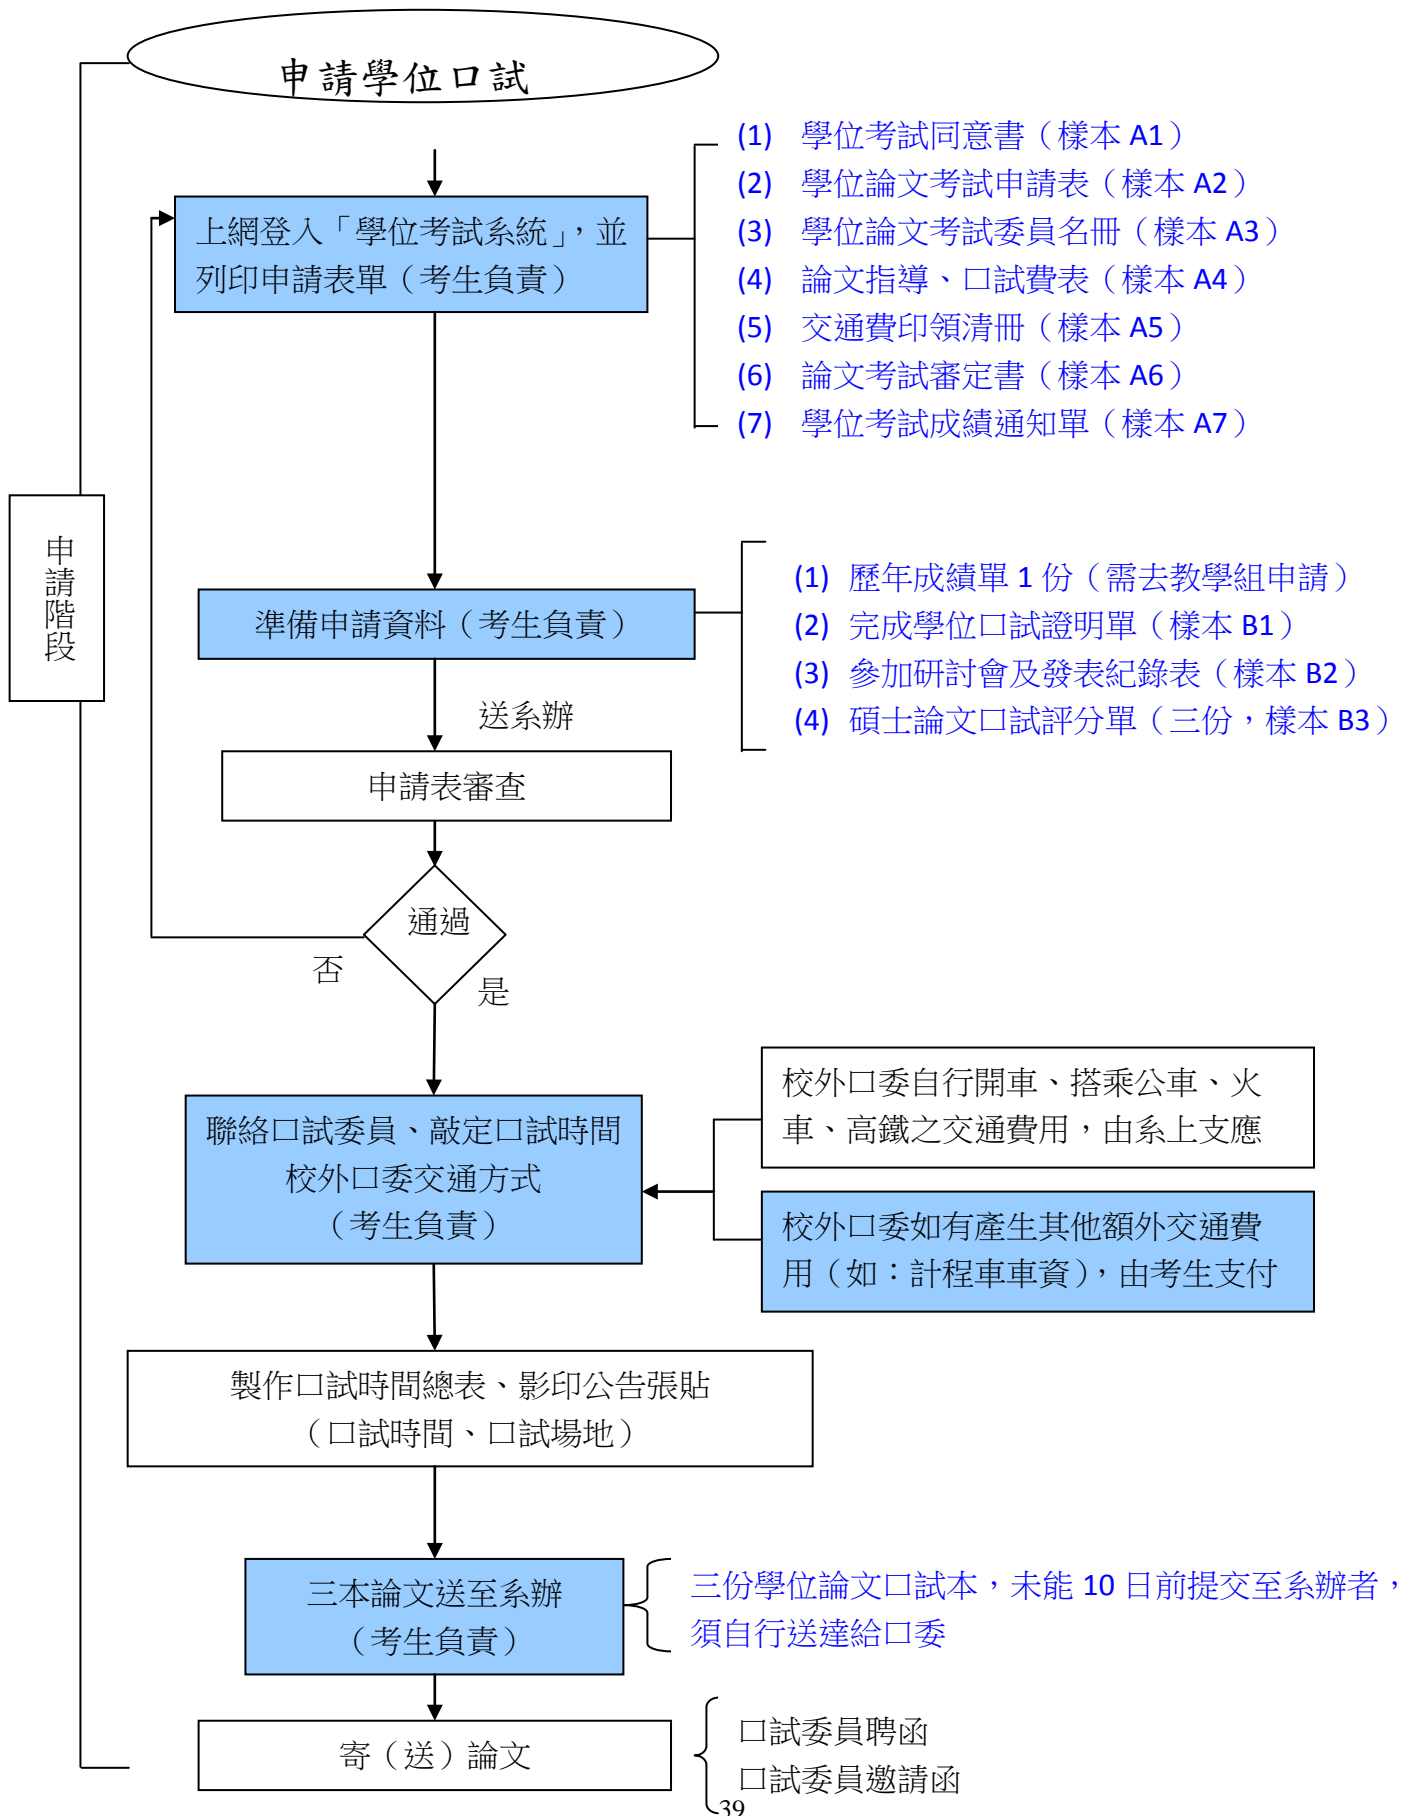 申請學位口試
(1) 學位考試同意書（樣本 A1）
(2) 學位論文考試申請表（樣本 A2）
(3) 學位論文考試委員名冊（樣本 A3）
(4) 論文指導、口試費表（樣本 A4）
(5) 交通費印領清冊（樣本 A5）
(6) 論文考試審定書（樣本 A6）
(7) 學位考試成績通知單（樣本 A7）
上網登入「學位考試系統」，並
列印申請表單（考生負責）
申請階段
準備申請資料（考生負責）
(1) 歷年成績單 1 份（需去教學組申請）
(2) 完成學位口試證明單（樣本 B1）
(3) 參加研討會及發表紀錄表（樣本 B2）
(4) 碩士論文口試評分單（三份，樣本 B3）
送系辦
申請表審查
通過
否
是
聯絡口試委員、敲定口試時間
校外口委交通方式
（考生負責）
校外口委自行開車、搭乘公車、火
車、高鐵之交通費用，由系上支應
校外口委如有產生其他額外交通費
用（如：計程車車資），由考生支付
製作口試時間總表、影印公告張貼
（口試時間、口試場地）
三本論文送至系辦
（考生負責）
三份學位論文口試本，未能 10 日前提交至系辦者，
須自行送達給口委
寄（送）論文
口試委員聘函
口試委員邀請函
39